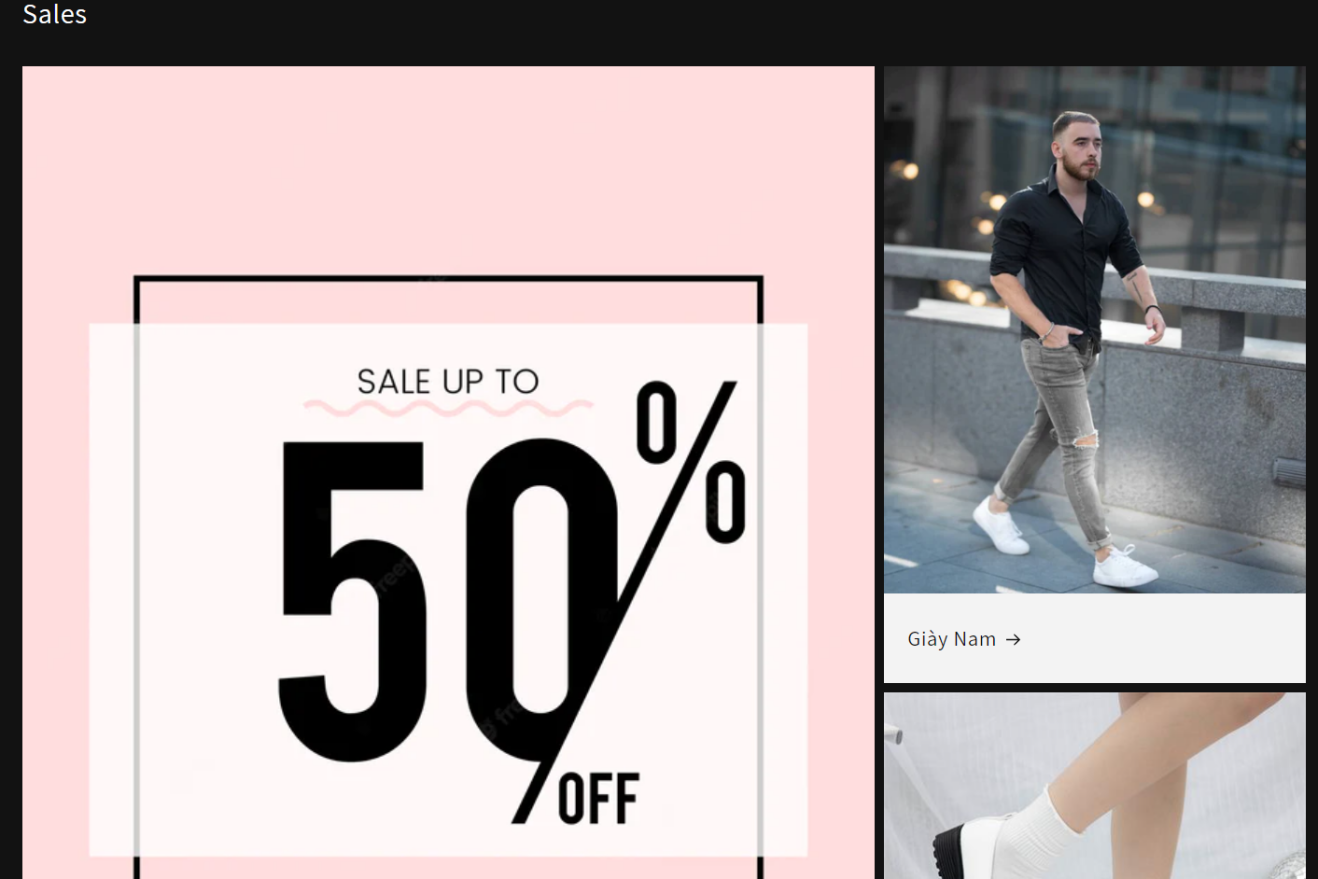 Sales
SALE UP TO
50%
OFF
Giày Nam →